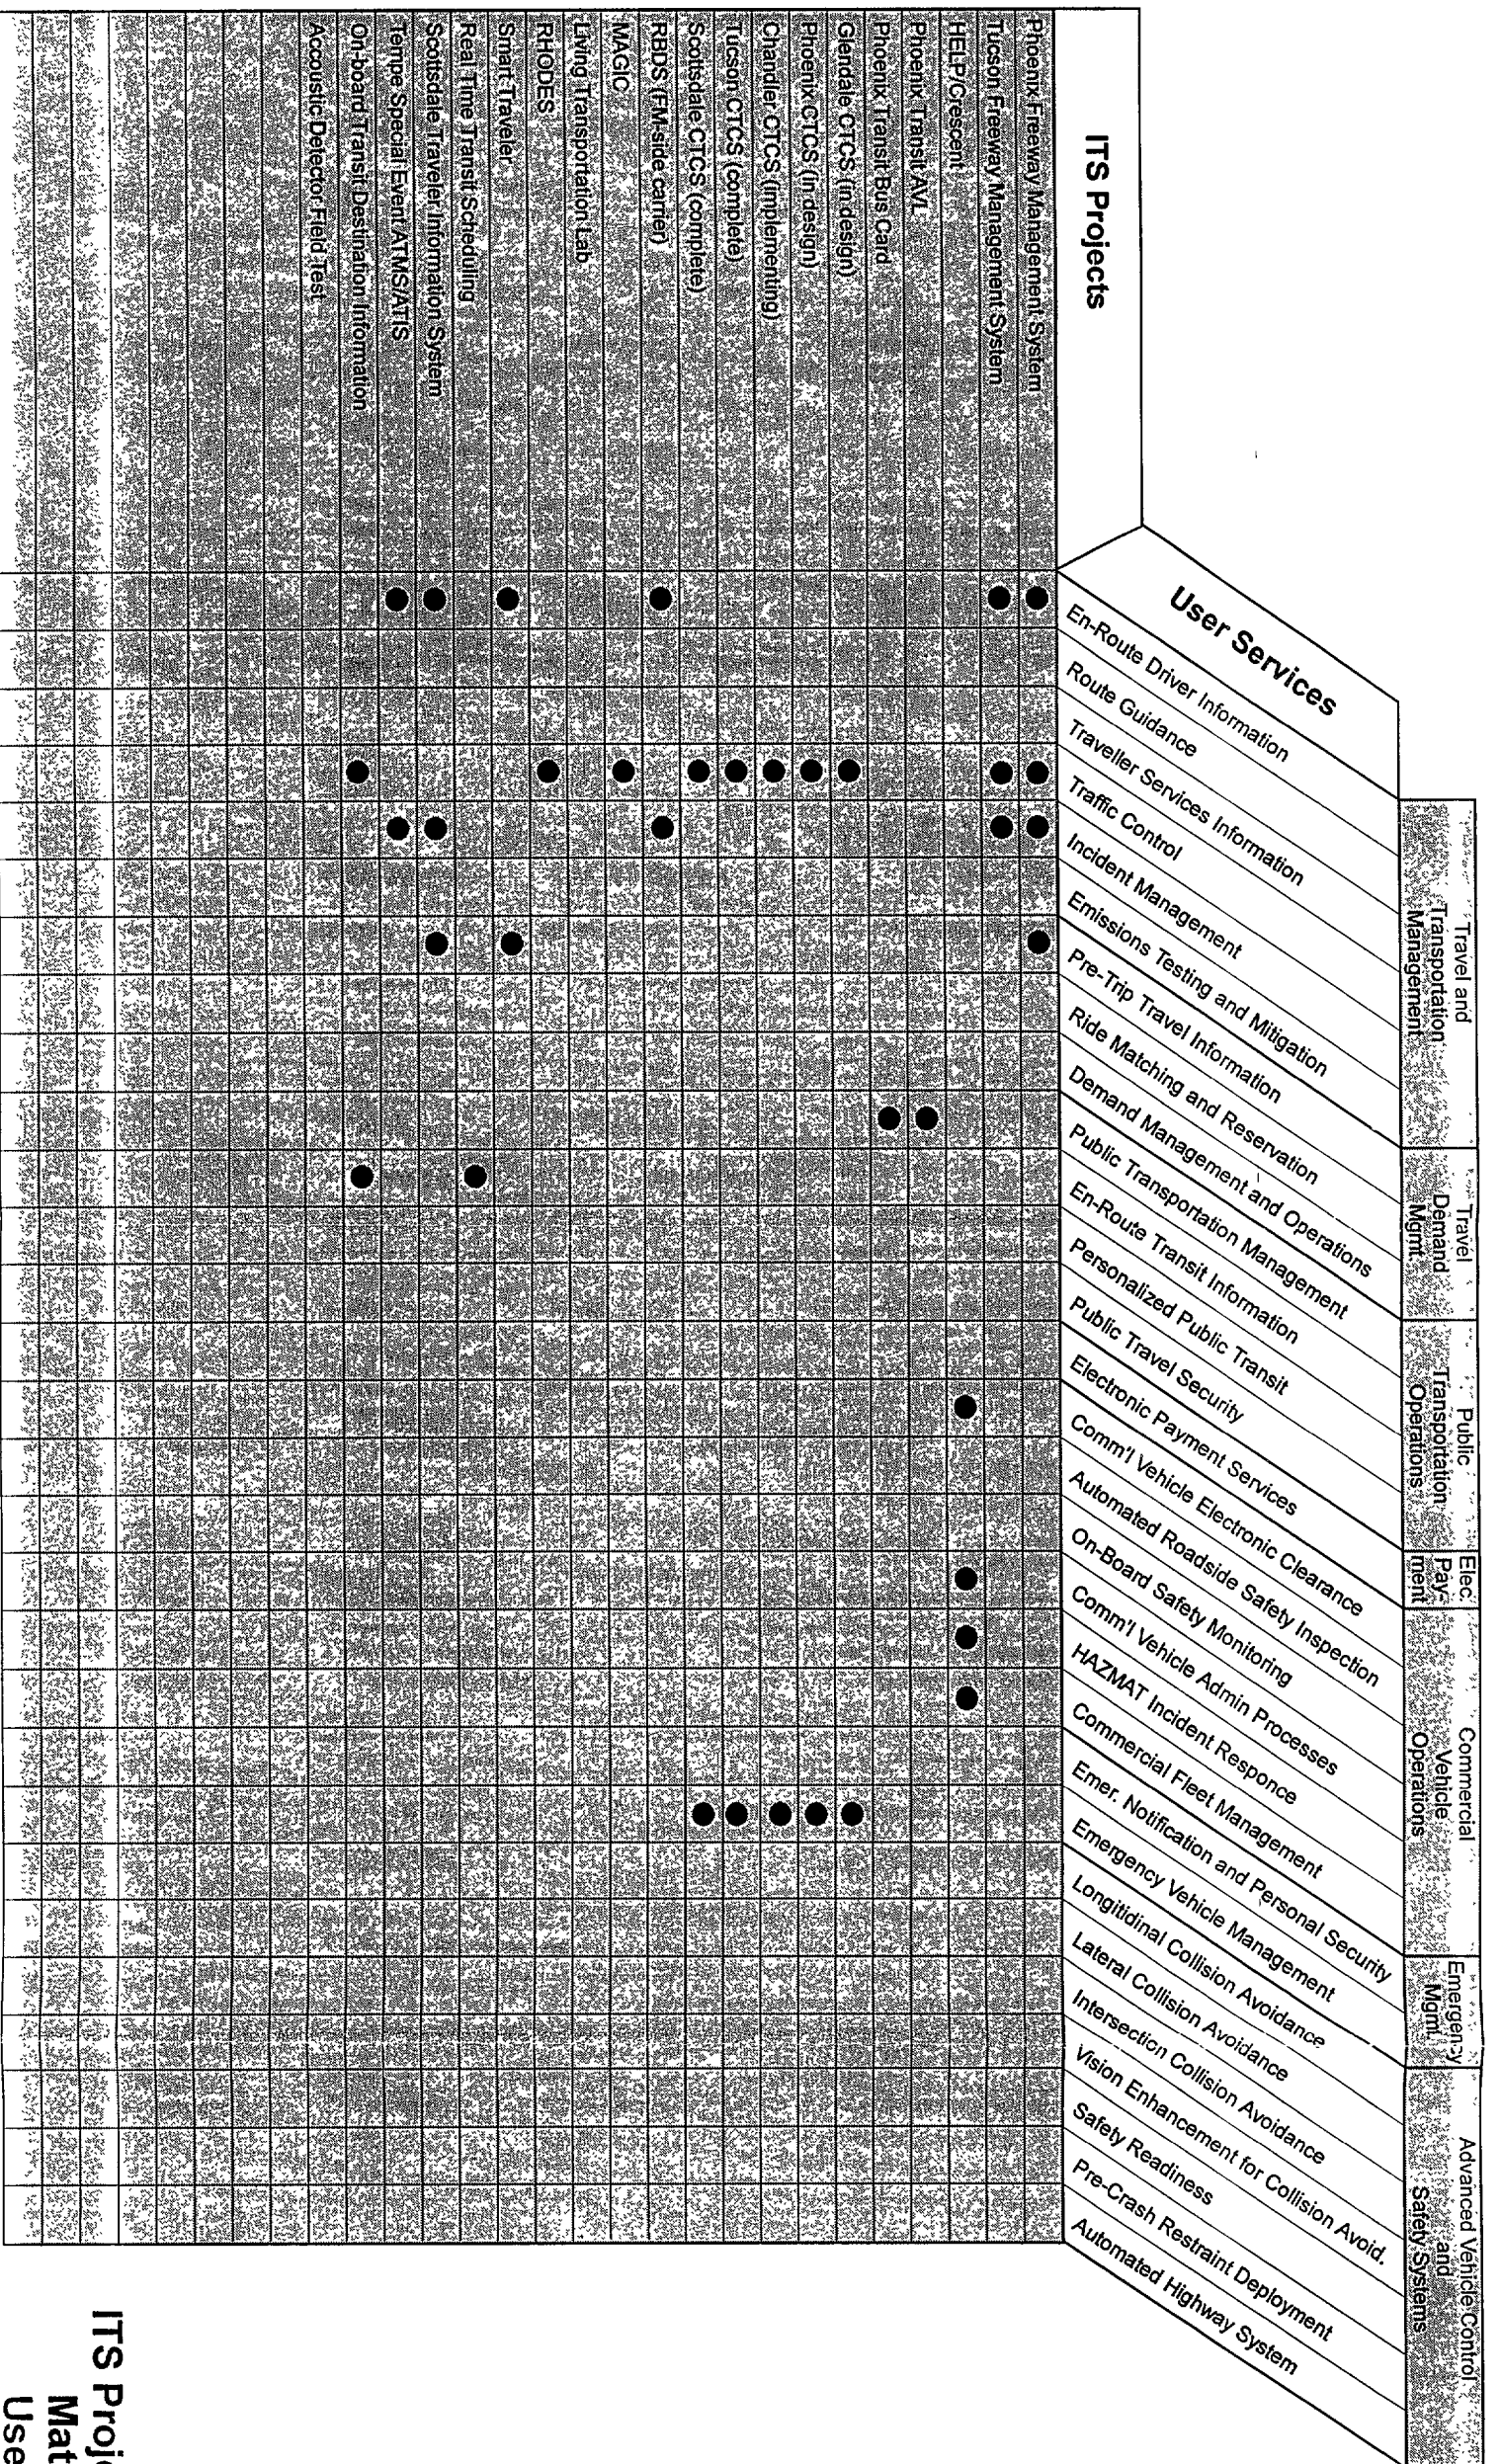 ITS Projects
User Services
Travel and
Transportation
Management
Travel
Demand
Mgmt.
Public
Transportation
Operations
Elec.
Pay-
ment
Commercial
Vehicle
Operations
Emergency
Mgmt.
Advanced Vehicle Control
and
Safety Systems
En-Route Driver Information
Route Guidance
Traveller Services Information
Traffic Control
Incident Management
Emissions Testing and Mitigation
Pre-Trip Travel Information
Ride Matching and Reservation
Demand Management and Operations
Public Transportation Management
En-Route Transit Information
Personalized Public Transit
Public Travel Security
Electronic Payment Services
Comm'l Vehicle Electronic Clearance
Automated Roadside Safety Inspection
On-Board Safety Monitoring
Comm'l Vehicle Admin Processes
HAZMAT Incident Responce
Commercial Fleet Management
Emer. Notification and Personal Security
Emergency Vehicle Management
Longitidinal Collision Avoidance
Lateral Collision Avoidance
Intersection Collision Avoidance
Vision Enhancement for Collision Avoid.
Safety Readiness
Pre-Crash Restraint Deployment
Automated Highway System
Phoenix Freeway Management System
Tucson Freeway Management System
HELP/Crescent
Phoenix Transit AVL
Phoenix Transit Bus Card
Glendale CTCS (in design)
Phoenix CTCS (in design)
Chandler CTCS (implementing)
Tucson CTCS (complete)
Scottsdale CTCS (complete)
RBDS (FM-side carrier)
MAGIC
Living Transportation Lab
RHODES
Smart Traveler
Real Time Transit Scheduling
Scottsdale Traveler Information System
Tempe Special Event ATMS/ATIS
On-board Transit Destination Information
Accoustic Detector Field Test
ITS Proje
Mat
Use